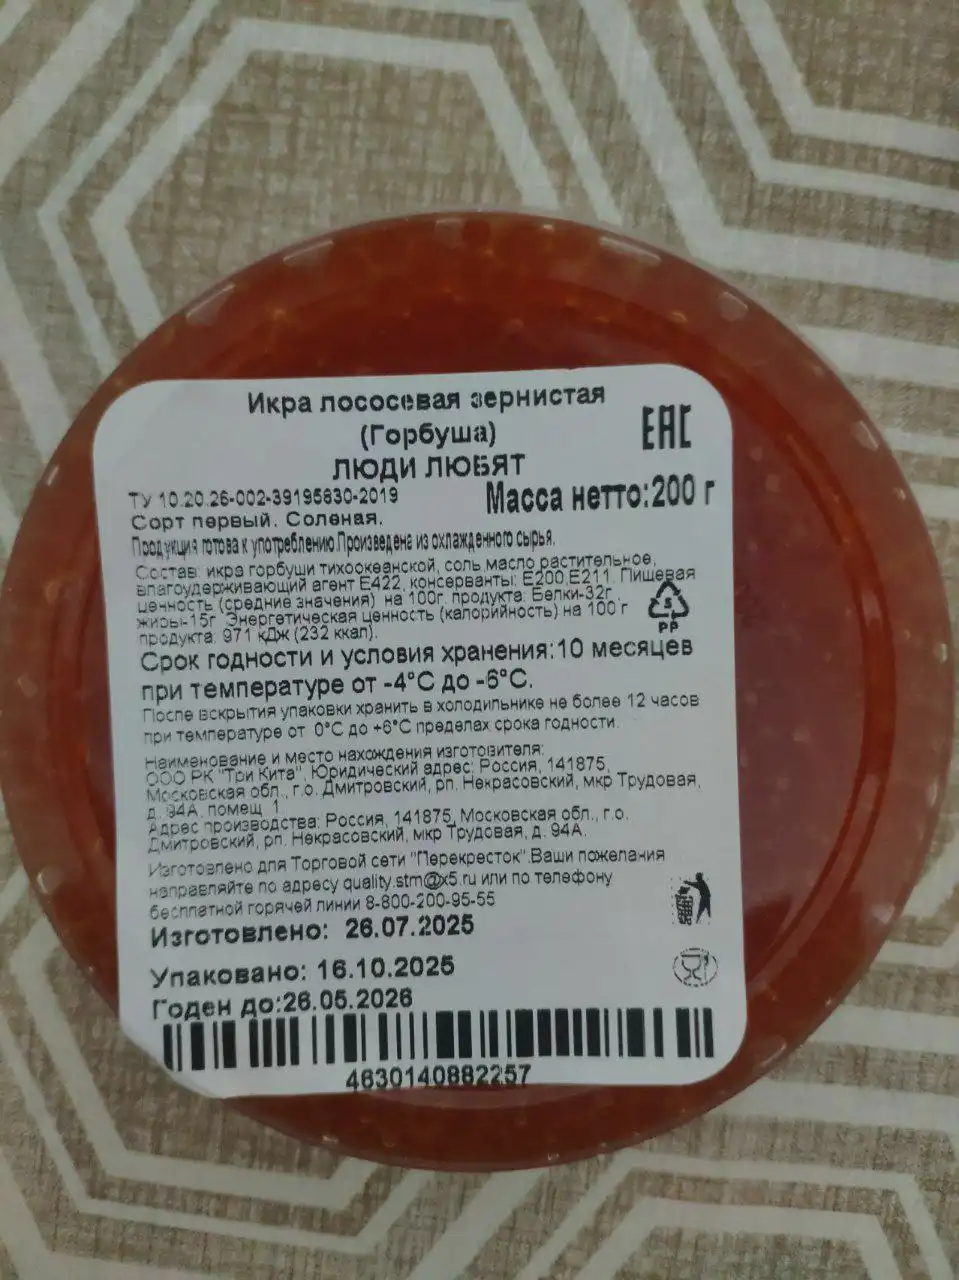 Икра лососевая зернистая
(Горбуша)
ЛЮДИ ЛЮБЯТ
ЕАС
ТУ 10.20.26-002-39195830-2019
Масса нетто:200 г
Сорт первый. Соленая.
Продукция готова к употреблению.Произведена из охлажденного сырья.
Состав: икра горбуши тихоокеанской, соль,масло растительное,
влагоудерживающий агент Е422, консерванты: Е200,Е211. Пищевая
ценность (средние значения) на 100г. продукта: Белки-32г.,
жиры-15г. Энергетическая ценность (калорийность) на 100 г
продукта: 971 кДж (232 ккал).
5
PP
Срок годности и условия хранения:10 месяцев
при температуре от -4°С до -6°С.
После вскрытия упаковки хранить в холодильнике не более 12 часов
при температуре от 0°С до +6°С пределах срока годности.
Наименование и место нахождения изготовителя:
ООО РК "Три Кита", Юридический адрес: Россия, 141875,
Московская обл., г.о. Дмитровский, рп. Некрасовский, мкр Трудовая,
д. 94А, помещ. 1
Адрес производства: Россия, 141875, Московская обл., г.о.
Дмитровский, рп. Некрасовский, мкр Трудовая, д. 94А.
Изготовлено для Торговой сети "Перекресток".Ваши пожелания
направляйте по адресу quality.stm@x5.ru или по телефону
бесплатной горячей линии 8-800-200-95-55
Изготовлено: 26.07.2025
Упаковано: 16.10.2025
Годен до:26.05.2026
4630140882257